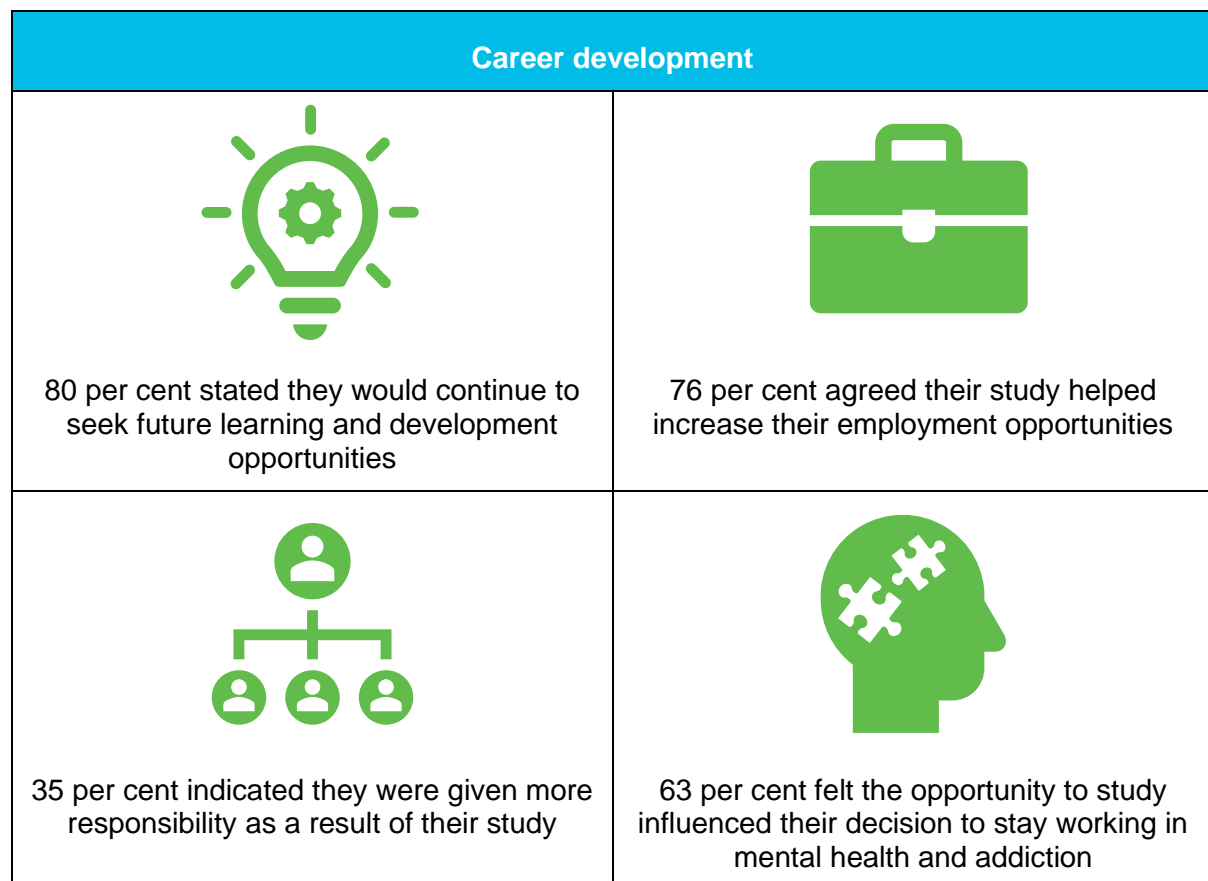 Career development
80 per cent stated they would continue to
seek future learning and development
opportunities
76 per cent agreed their study helped
increase their employment opportunities
35 per cent indicated they were given more
responsibility as a result of their study
63 per cent felt the opportunity to study
influenced their decision to stay working in
mental health and addiction